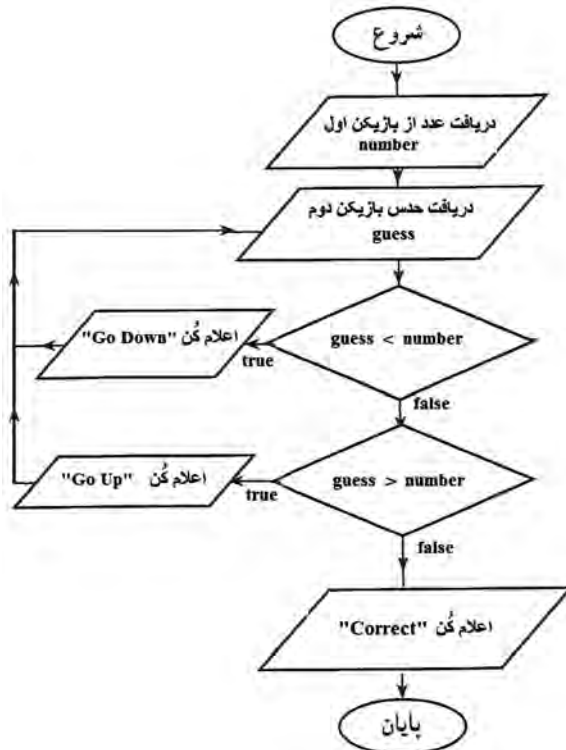 شروع
دریافت عدد از بازیکن اول
number
دریافت حدس بازیکن دوم
guess
guess < number
true
اعلام کُن "Go Down"
false
guess > number
true
اعلام کُن "Go Up"
false
اعلام کُن "Correct"
پایان